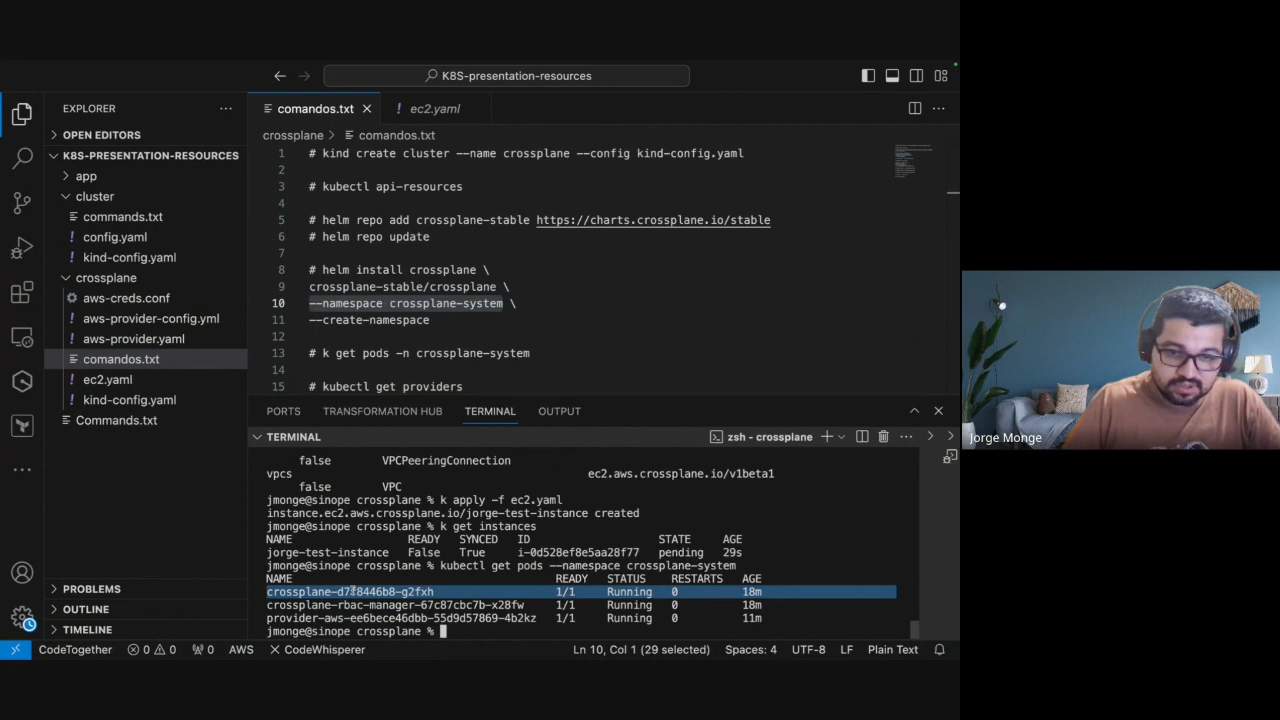 K8S-presentation-resources
EXPLORER
OPEN EDITORS
K8S-PRESENTATION-RESOURCES
app
cluster
commands.txt
config.yaml
kind-config.yaml
crossplane
aws-creds.conf
aws-provider-config.yml
aws-provider.yaml
comandos.txt
ec2.yaml
kind-config.yaml
Commands.txt
PROBLEMS
OUTLINE
TIMELINE
comandos.txt
ec2.yaml
crossplane > comandos.txt
1 # kind create cluster --name crossplane --config kind-config.yaml
2
3 # kubectl api-resources
4
5 # helm repo add crossplane-stable https://charts.crossplane.io/stable
6 # helm repo update
7
8 # helm install crossplane \
9 crossplane-stable/crossplane \
10 --namespace crossplane-system \
11 --create-namespace
12
13 # k get pods -n crossplane-system
14
15 # kubectl get providers
PORTS TRANSFORMATION HUB TERMINAL OUTPUT
TERMINAL zsh - crossplane
false VPCPeeringConnection
vpcs ec2.aws.crossplane.io/v1beta1
false VPC
jmonge@sinope crossplane % k apply -f ec2.yaml
instance.ec2.aws.crossplane.io/jorge-test-instance created
jmonge@sinope crossplane % k get instances
NAME READY SYNCED ID STATE AGE
jorge-test-instance False True i-0d528ef8e5aa28f77 pending 29s
jmonge@sinope crossplane % kubectl get pods --namespace crossplane-system
NAME READY STATUS RESTARTS AGE
1/1 Running 0 18m
crossplane-rbac-manager-67c87cbc7b-x28fw 1/1 Running 0 18m
provider-aws-ee6bece46dbb-55d9d57869-4b2kz 1/1 Running 0 11m
jmonge@sinope crossplane %
CodeTogether 0 0 0 AWS CodeWhisperer Ln 10, Col 1 (29 selected) Spaces: 4 UTF-8 LF Plain Text
Jorge Monge